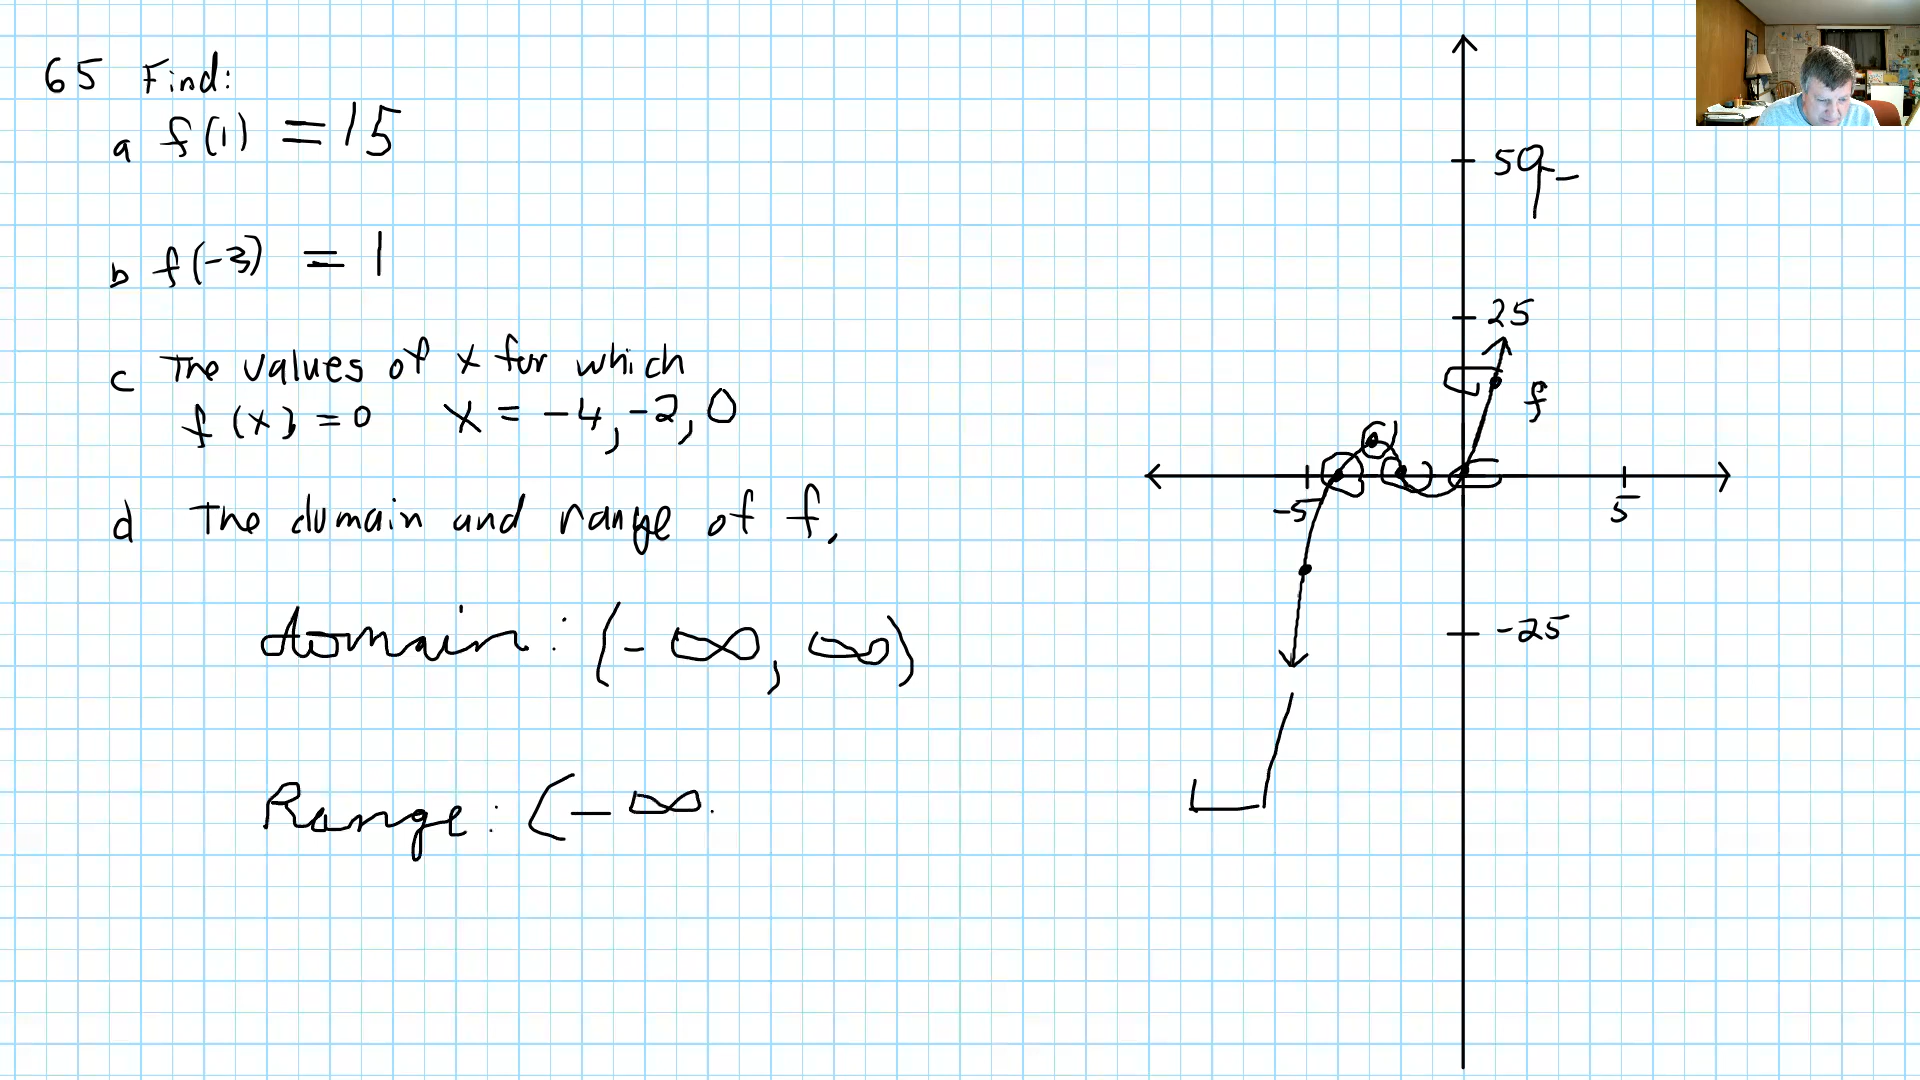 65 Find:
a f(1) = 15
b f(-3) = 1
c The values of x for which
f(x) = 0 x = -4, -2, 0
d The domain and range of f.
domain: (-∞, ∞)
Range: (-∞
25
f
-5
5
-25